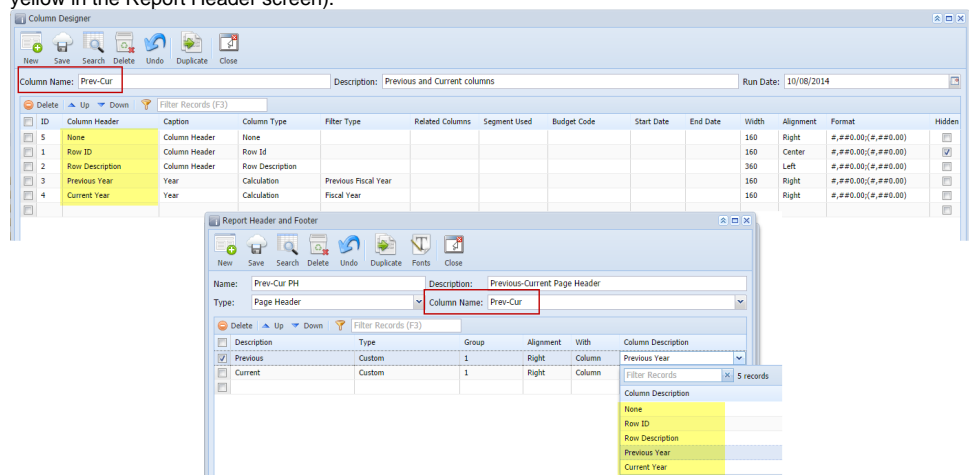 yellow in the Report Header screen).
Column Designer
New Save Search Delete Undo Duplicate Close
Column Name: Prev-Cur Description: Previous and Current columns Run Date: 10/08/2014
Delete Up Down Filter Records (F3)
ID Column Header Caption Column Type Filter Type Related Columns Segment Used Budget Code Start Date End Date Width Alignment Format Hidden
5 None Column Header None 160 Right #,##0.00;(#,##0.00)
1 Row ID Column Header Row Id 160 Center #,##0.00;(#,##0.00)
2 Row Description Column Header Row Description 360 Left #,##0.00;(#,##0.00)
3 Previous Year Year Calculation Previous Fiscal Year 160 Right #,##0.00;(#,##0.00)
4 Current Year Year Calculation Fiscal Year 160 Right #,##0.00;(#,##0.00)
Report Header and Footer
New Save Search Delete Undo Duplicate Fonts Close
Name: Prev-Cur PH Description: Previous-Current Page Header
Type: Page Header Column Name: Prev-Cur
Delete Up Down Filter Records (F3)
Description Type Group Alignment With Column Description
Previous Custom 1 Right Column Previous Year
Current Custom 1 Right Column Filter Records 5 records
Column Description
None
Row ID
Row Description
Previous Year
Current Year